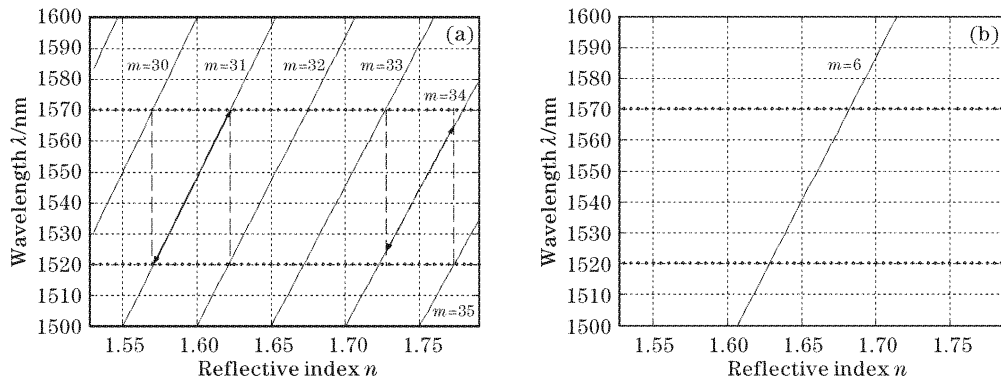 (a)
m=30
m=31
m=32
m=33
m=34
m=35
1600
1590
1580
1570
1560
1550
1540
1530
1520
1510
1500
Wavelength λ/nm
1.55
1.60
1.65
1.70
1.75
Reflective index n
(b)
m=6
1600
1590
1580
1570
1560
1550
1540
1530
1520
1510
1500
Wavelength λ/nm
1.55
1.60
1.65
1.70
1.75
Reflective index n